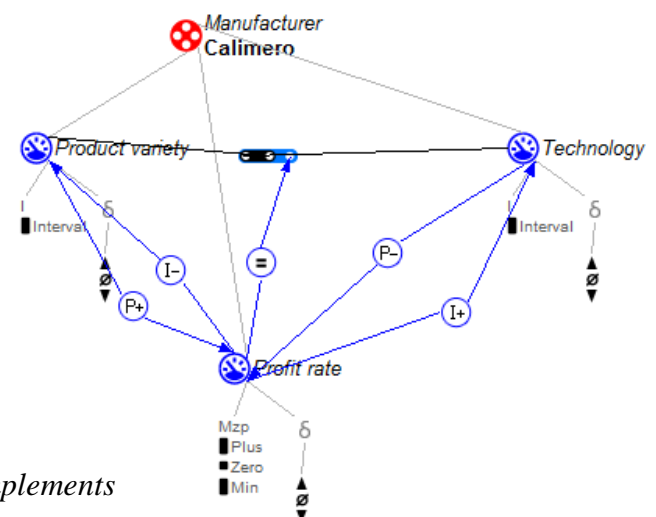 Manufacturer
Calimero
Product variety
Technology
I
Interval
δ
I
Interval
δ
I–
=
P–
P+
I+
ø
ø
Profit rate
Mzp
Plus
Zero
Min
δ
ø
plements